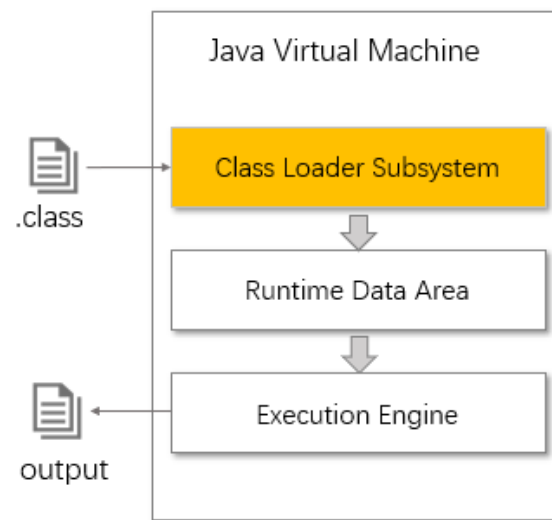 Java Virtual Machine
Class Loader Subsystem
.class
Runtime Data Area
Execution Engine
output